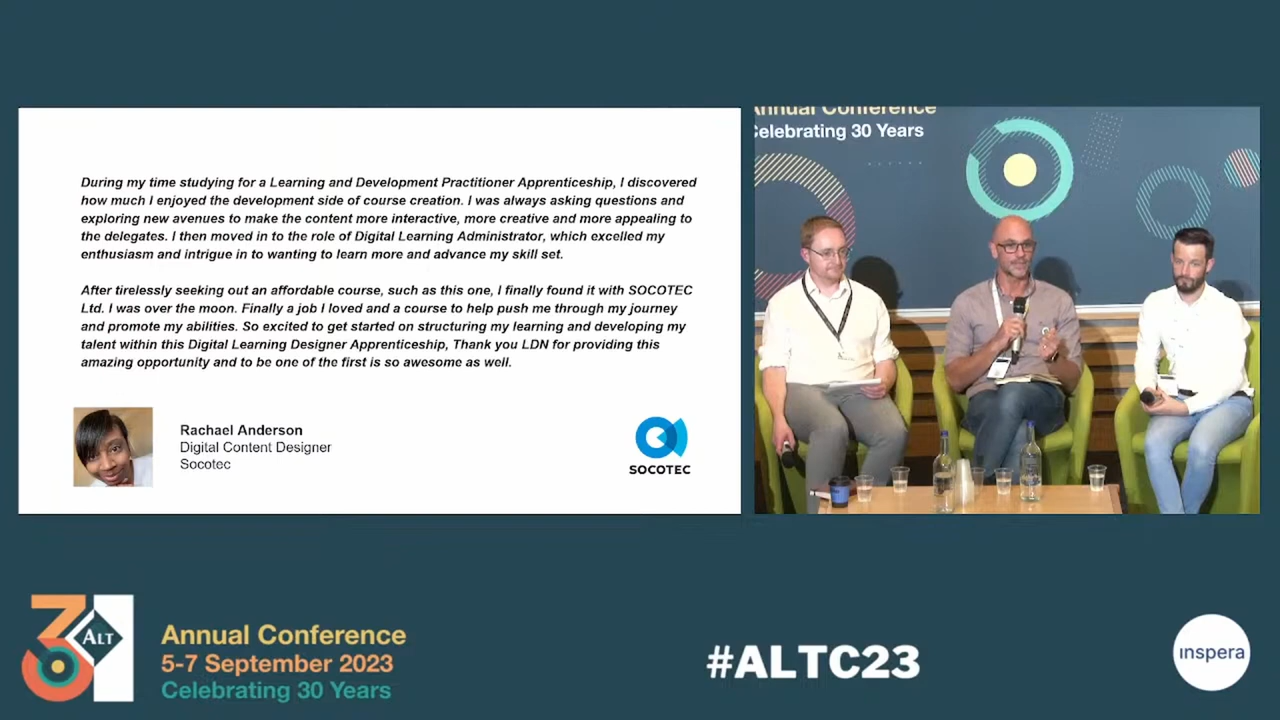 During my time studying for a Learning and Development Practitioner Apprenticeship, I discovered
how much I enjoyed the development side of course creation. I was always asking questions and
exploring new avenues to make the content more interactive, more creative and more appealing to
the delegates. I then moved in to the role of Digital Learning Administrator, which excelled my
enthusiasm and intrigue in to wanting to learn more and advance my skill set.
After tirelessly seeking out an affordable course, such as this one, I finally found it with SOCOTEC
Ltd. I was over the moon. Finally a job I loved and a course to help push me through my journey
and promote my abilities. So excited to get started on structuring my learning and developing my
talent within this Digital Learning Designer Apprenticeship, Thank you LDN for providing this
amazing opportunity and to be one of the first is so awesome as well.
Rachael Anderson
Digital Content Designer
Socotec
SOCOTEC
Annual Conference
Celebrating 30 Years
ALT
Annual Conference
5-7 September 2023
Celebrating 30 Years
#ALTC23
inspera